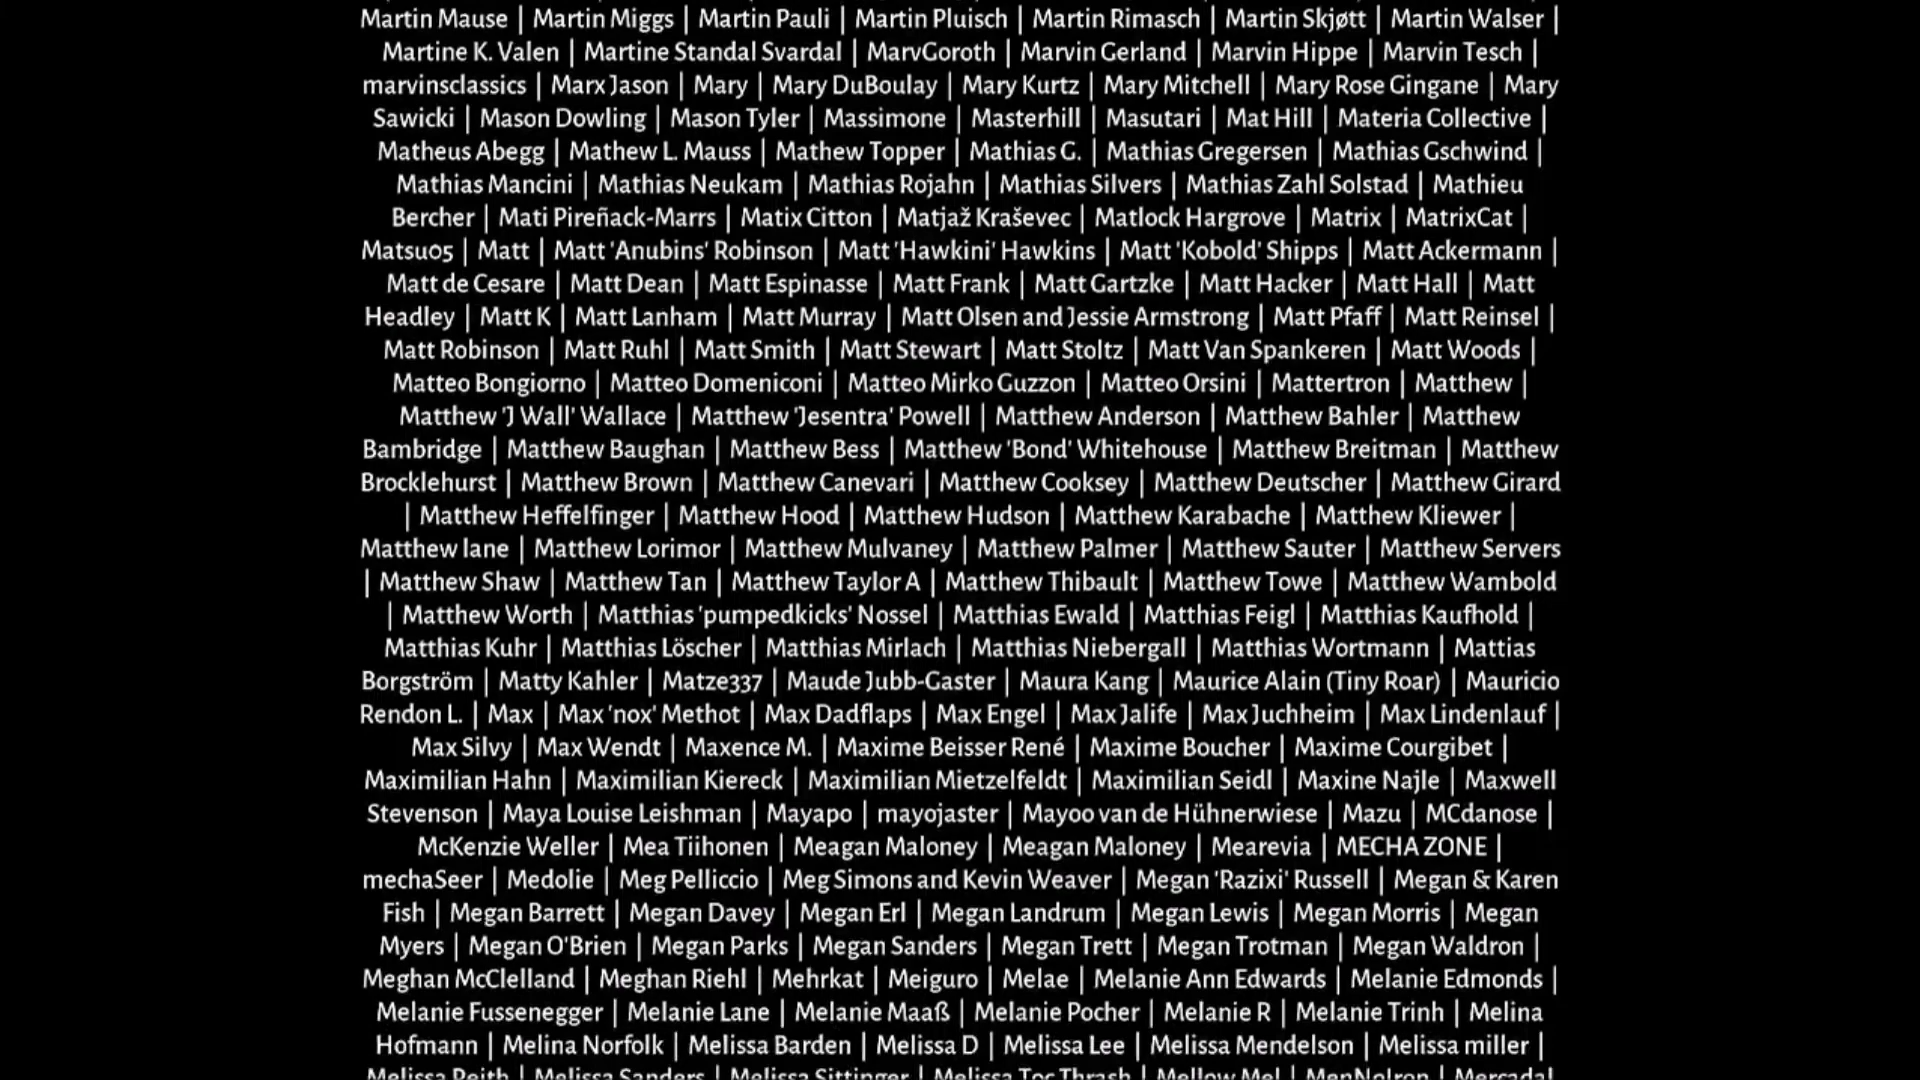 Martin Mause | Martin Miggs | Martin Pauli | Martin Pluisch | Martin Rimasch | Martin Skjøtt | Martin Walser |
Martine K. Valen | Martine Standal Svardal | MarvGoroth | Marvin Gerland | Marvin Hippe | Marvin Tesch |
marvinsclassics | Marx Jason | Mary | Mary DuBoulay | Mary Kurtz | Mary Mitchell | Mary Rose Gingane | Mary
Sawicki | Mason Dowling | Mason Tyler | Massimone | Masterhill | Masutari | Mat Hill | Materia Collective |
Matheus Abegg | Mathew L. Mauss | Mathew Topper | Mathias G. | Mathias Gregersen | Mathias Gschwind |
Mathias Mancini | Mathias Neukam | Mathias Rojahn | Mathias Silvers | Mathias Zahl Solstad | Mathieu
Bercher | Mati Pireñack-Marrs | Matix Citton | Matjaž Kraševec | Matlock Hargrove | Matrix | MatrixCat |
Matsu05 | Matt | Matt 'Anubins' Robinson | Matt 'Hawkini' Hawkins | Matt 'Kobold' Shipps | Matt Ackermann |
Matt de Cesare | Matt Dean | Matt Espinasse | Matt Frank | Matt Gartzke | Matt Hacker | Matt Hall | Matt
Headley | Matt K | Matt Lanham | Matt Murray | Matt Olsen and Jessie Armstrong | Matt Pfaff | Matt Reinsel |
Matt Robinson | Matt Ruhl | Matt Smith | Matt Stewart | Matt Stoltz | Matt Van Spankeren | Matt Woods |
Matteo Bongiorno | Matteo Domeniconi | Matteo Mirko Guzzon | Matteo Orsini | Mattertron | Matthew |
Matthew 'J Wall' Wallace | Matthew 'Jesentra' Powell | Matthew Anderson | Matthew Bahler | Matthew
Bambridge | Matthew Baughan | Matthew Bess | Matthew 'Bond' Whitehouse | Matthew Breitman | Matthew
Brocklehurst | Matthew Brown | Matthew Canevari | Matthew Cooksey | Matthew Deutscher | Matthew Girard
| Matthew Heffelfinger | Matthew Hood | Matthew Hudson | Matthew Karabache | Matthew Kliewer |
Matthew lane | Matthew Lorimor | Matthew Mulvaney | Matthew Palmer | Matthew Sauter | Matthew Servers
| Matthew Shaw | Matthew Tan | Matthew Taylor A | Matthew Thibault | Matthew Towe | Matthew Wambold
| Matthew Worth | Matthias 'pumpedkicks' Nossel | Matthias Ewald | Matthias Feigl | Matthias Kaufhold |
Matthias Kuhr | Matthias Löscher | Matthias Mirlach | Matthias Niebergall | Matthias Wortmann | Mattias
Borgström | Matty Kahler | Matze337 | Maude Jubb-Gaster | Maura Kang | Maurice Alain (Tiny Roar) | Mauricio
Rendon L. | Max | Max 'nox' Methot | Max Dadflaps | Max Engel | Max Jalife | Max Juchheim | Max Lindenlauf |
Max Silvy | Max Wendt | Maxence M. | Maxime Beisser René | Maxime Boucher | Maxime Courgibet |
Maximilian Hahn | Maximilian Kiereck | Maximilian Mietzelfeldt | Maximilian Seidl | Maxine Najle | Maxwell
Stevenson | Maya Louise Leishman | Mayapo | mayojaster | Mayoo van de Hühnerwiese | Mazu | MCdanose |
McKenzie Weller | Mea Tiihonen | Meagan Maloney | Meagan Maloney | Mearevia | MECHA ZONE |
mechaSeer | Medolie | Meg Pelliccio | Meg Simons and Kevin Weaver | Megan 'Razixi' Russell | Megan & Karen
Fish | Megan Barrett | Megan Davey | Megan Erl | Megan Landrum | Megan Lewis | Megan Morris | Megan
Myers | Megan O'Brien | Megan Parks | Megan Sanders | Megan Trett | Megan Trotman | Megan Waldron |
Meghan McClelland | Meghan Riehl | Mehrkat | Meiguro | Melae | Melanie Ann Edwards | Melanie Edmonds |
Melanie Fussenegger | Melanie Lane | Melanie Maaß | Melanie Pocher | Melanie R | Melanie Trinh | Melina
Hofmann | Melina Norfolk | Melissa Barden | Melissa D | Melissa Lee | Melissa Mendelson | Melissa miller |
Melissa Reith | Melissa Sanders | Melissa Sittinger | Melissa | Mellow Mel |